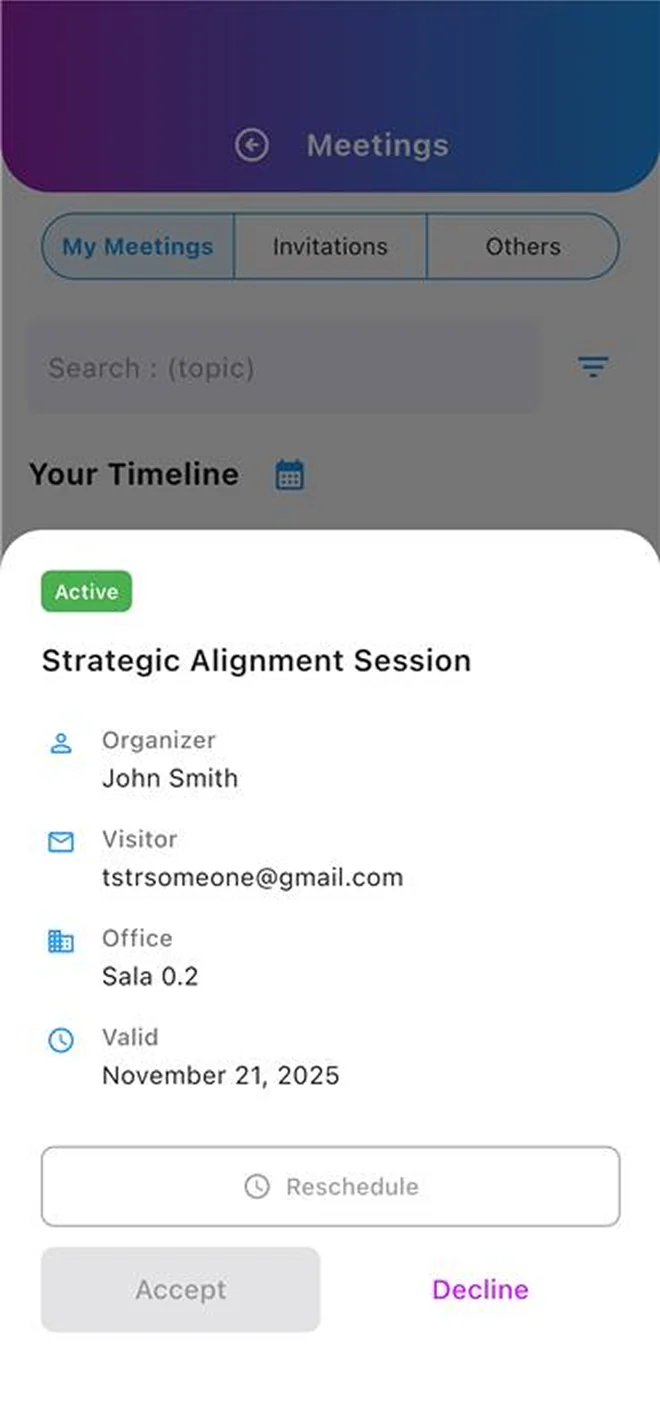 Meetings
My Meetings
Invitations
Others
Search : (topic)
Your Timeline
Active
Strategic Alignment Session
Organizer
John Smith
Visitor
tstrsomeone@gmail.com
Office
Sala 0.2
Valid
November 21, 2025
Reschedule
Accept
Decline